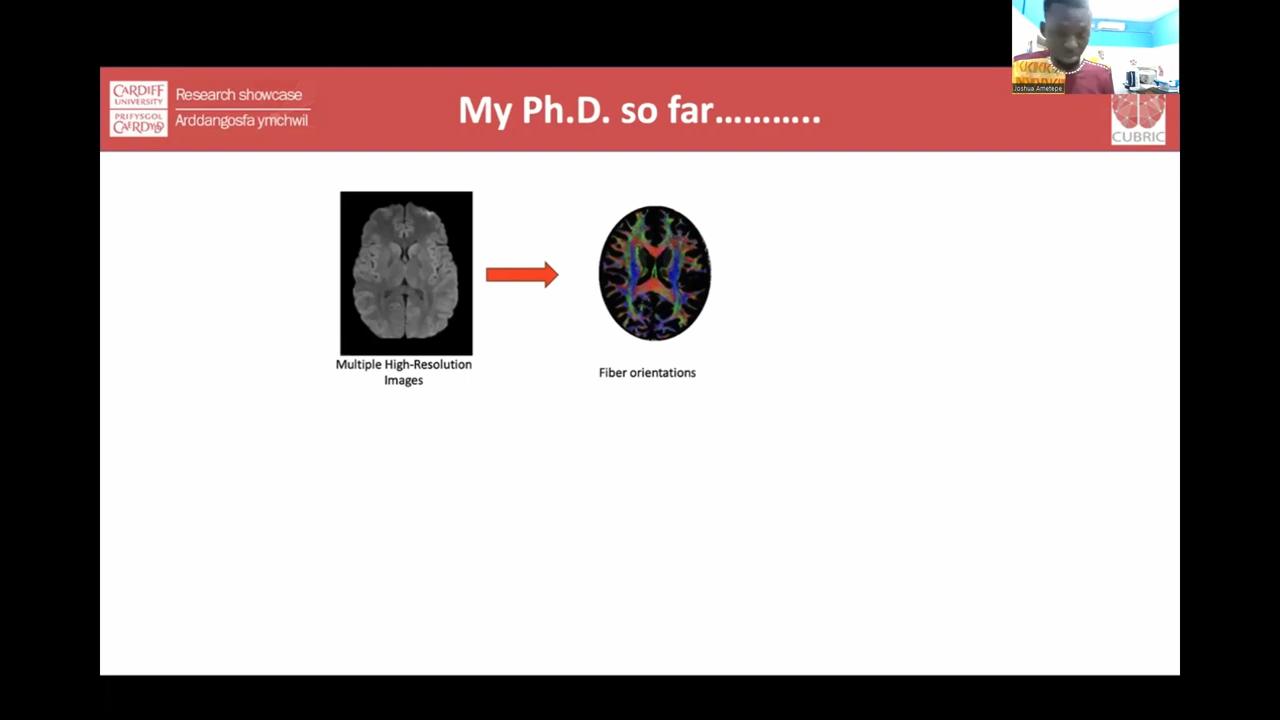 CARDIFF
UNIVERSITY
PRIFYSGOL
CAERDYDD
Research showcase
Arddangosfa ymchwil
My Ph.D. so far………..
Joshua Ametepe
CUBRIC
Multiple High-Resolution
Images
Fiber orientations